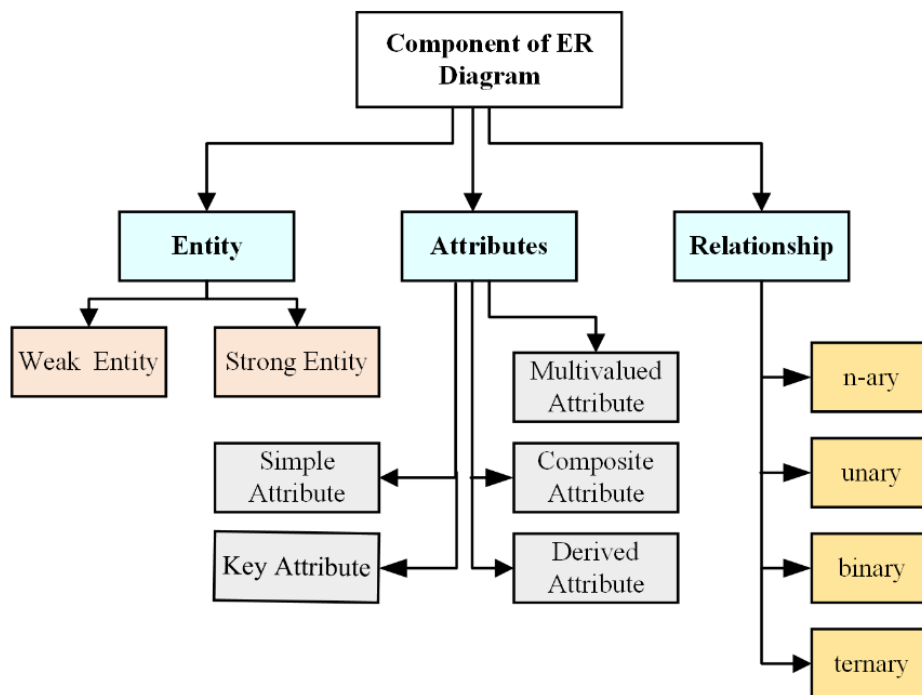 Component of ER
Diagram
Entity
Attributes
Relationship
Weak Entity
Strong Entity
Multivalued
Attribute
n-ary
Simple
Attribute
Composite
Attribute
unary
Key Attribute
Derived
Attribute
binary
ternary